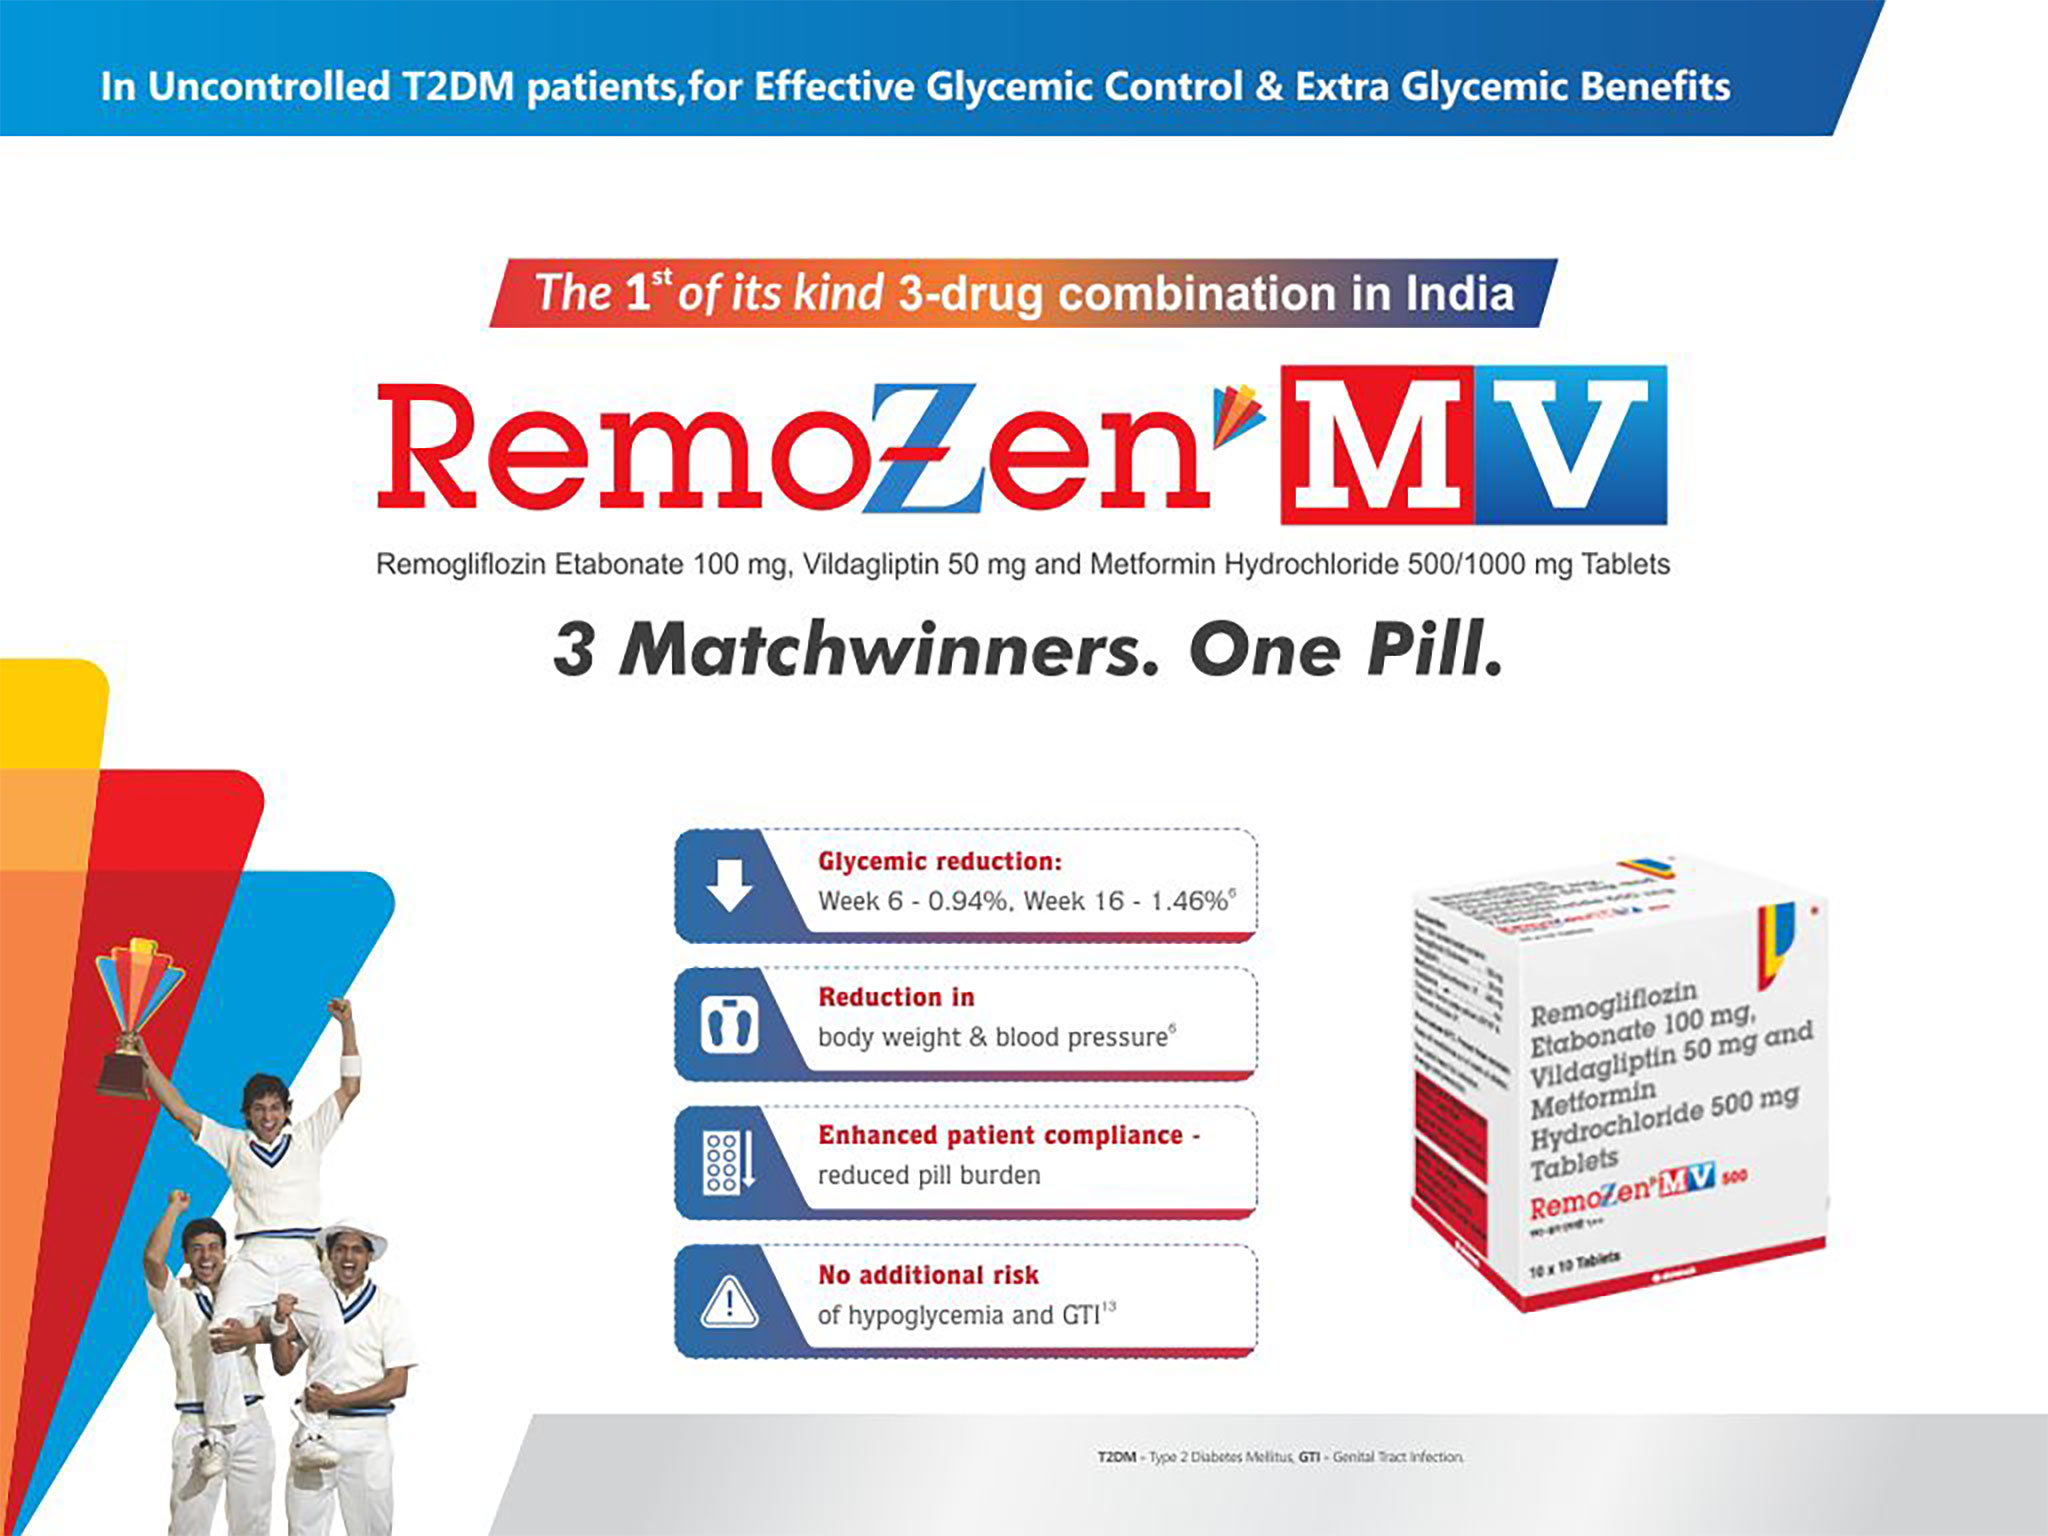 In Uncontrolled T2DM patients,for Effective Glycemic Control & Extra Glycemic Benefits
The 1st of its kind 3-drug combination in India
RemoZen MV
Remogliflozin Etabonate 100 mg, Vildagliptin 50 mg and Metformin Hydrochloride 500/1000 mg Tablets
3 Matchwinners. One Pill.
Glycemic reduction:
Week 6 - 0.94%, Week 16 - 1.46%6
Reduction in
body weight & blood pressure6
Enhanced patient compliance -
reduced pill burden
No additional risk
of hypoglycemia and GTI13
Remogliflozin
Etabonate 100 mg,
Vildagliptin 50 mg and
Metformin
Hydrochloride 500 mg
Tablets
RemoZen MV 500
10 x 10 Tablets
T2DM - Type 2 Diabetes Mellitus, GTI - Genital Tract Infection.